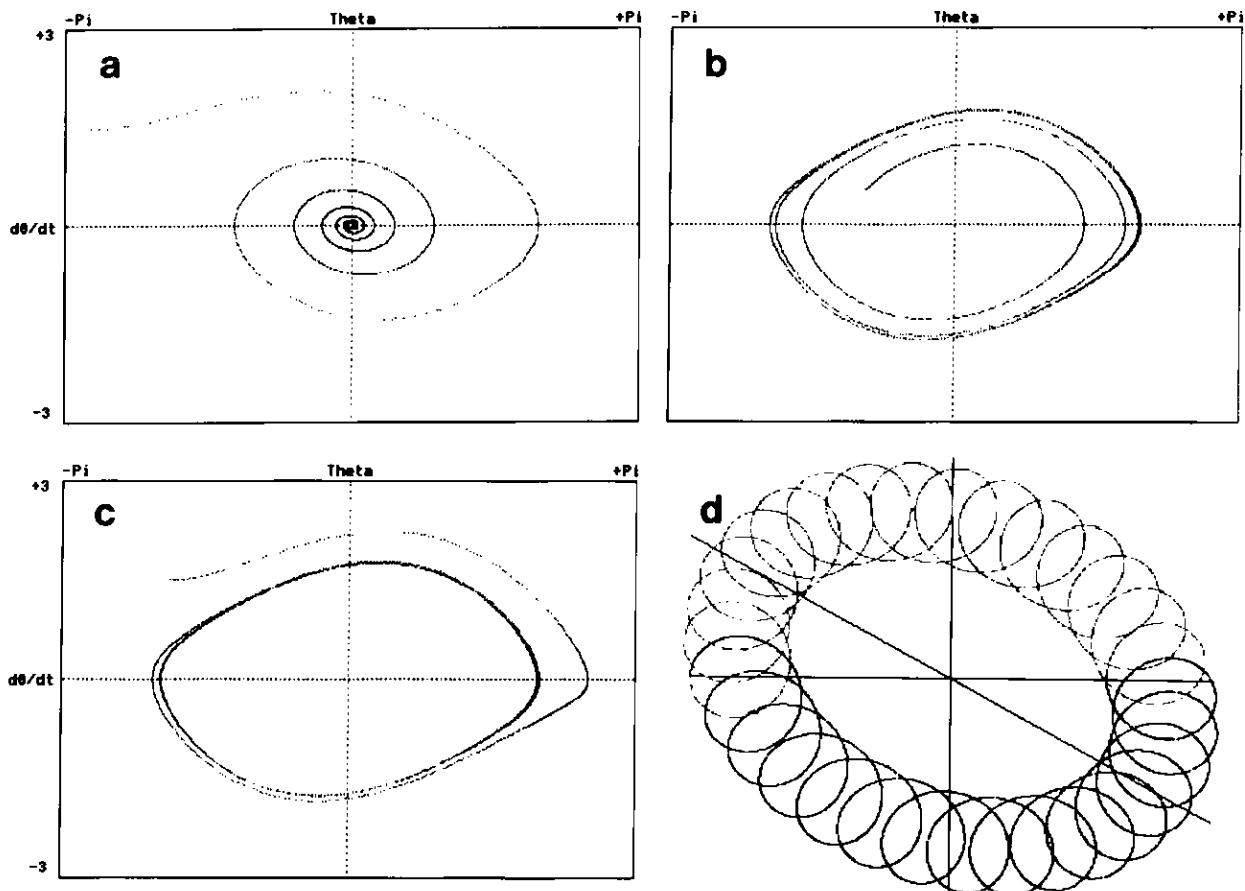 -Pi Theta +Pi
+3
a
dθ/dt
-3
-Pi Theta +Pi
b
-Pi Theta +Pi
+3
c
dθ/dt
-3
d